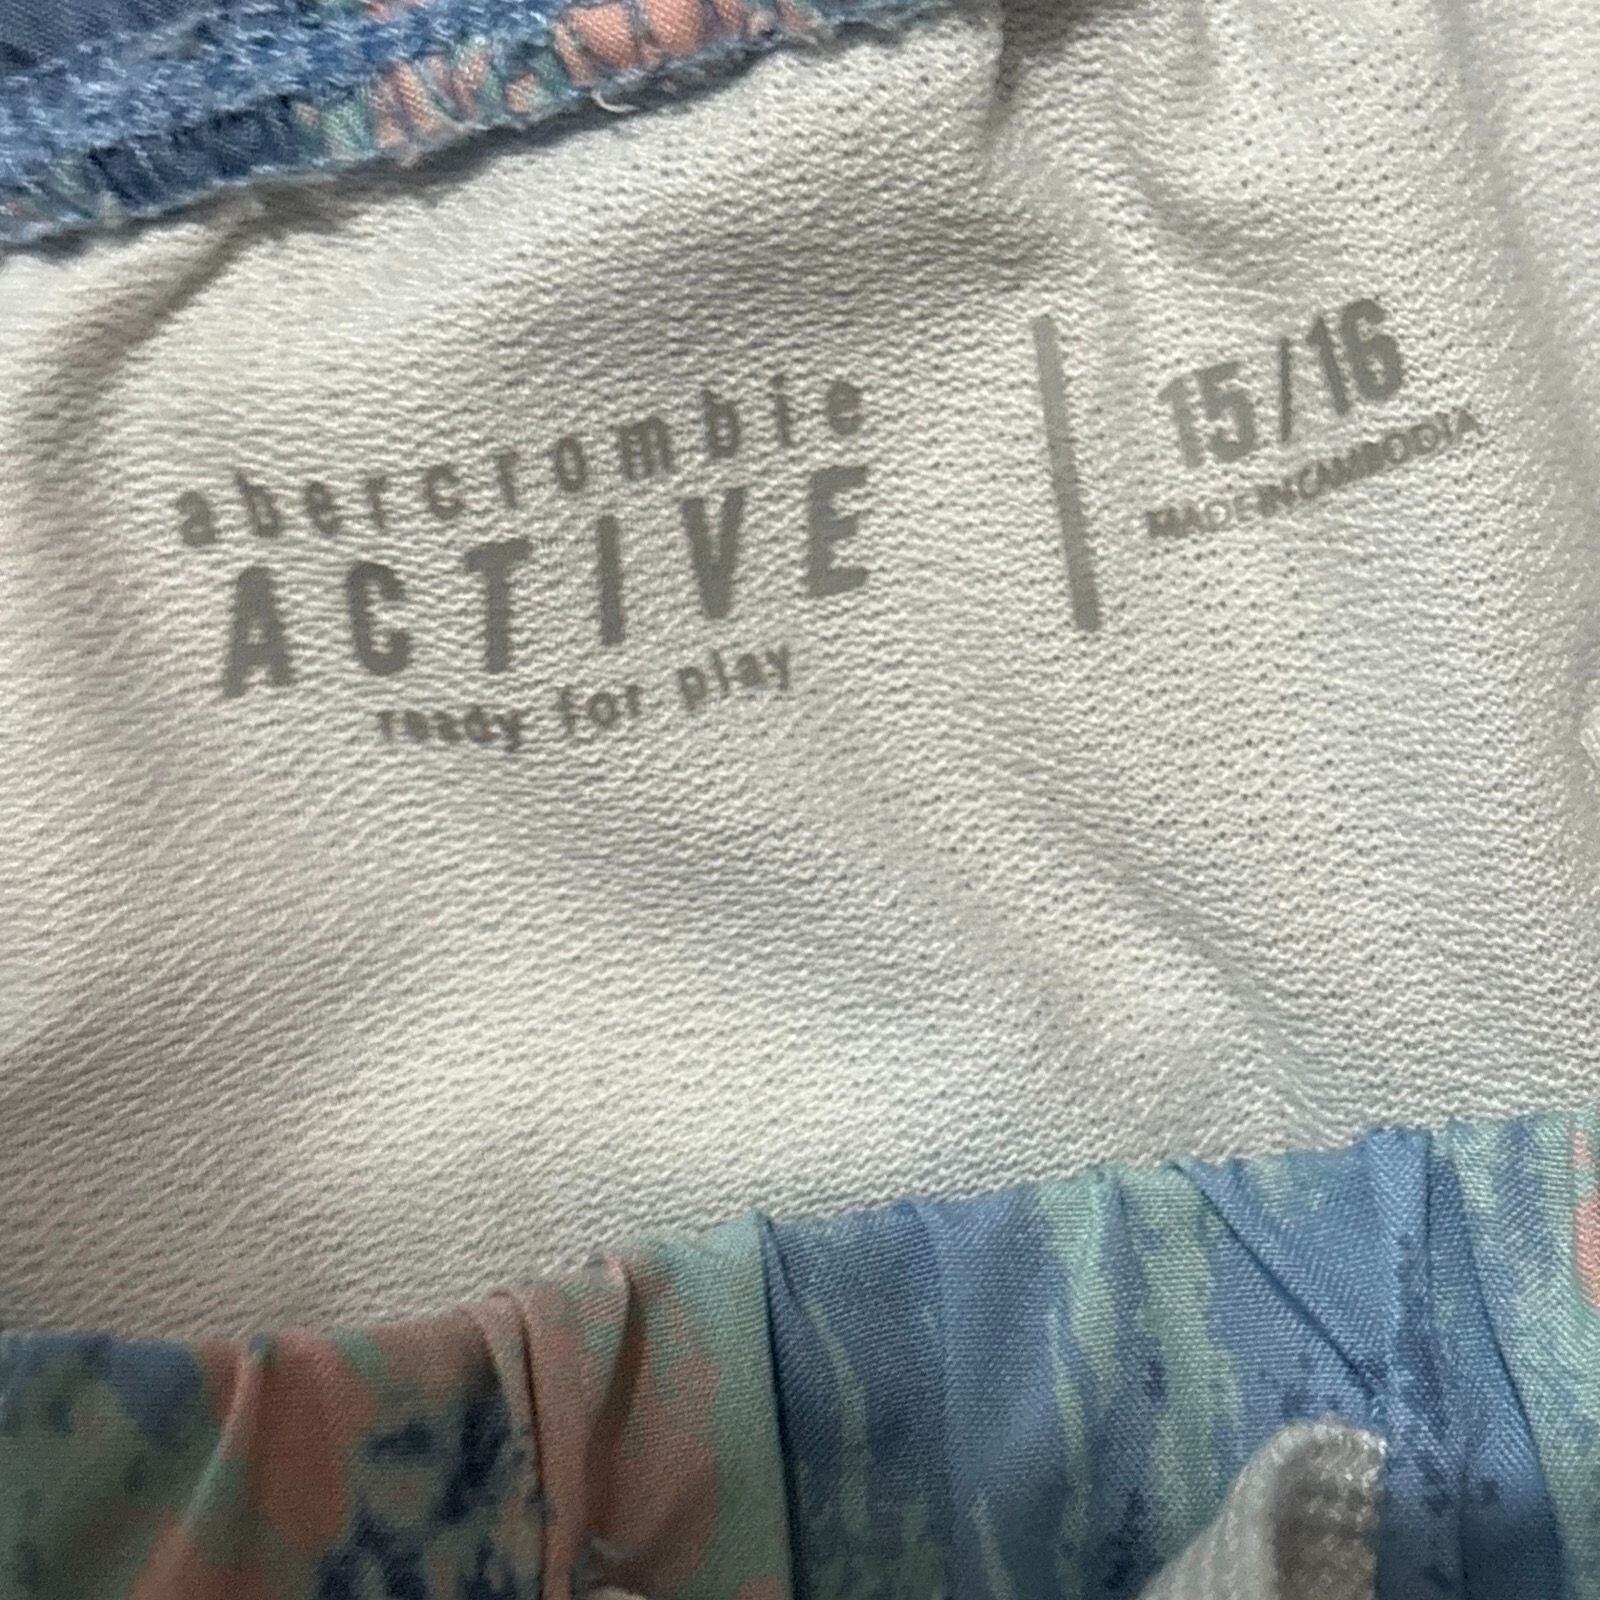 abercrombie
ACTIVE
ready for play
15/16
MADE IN CAMBODIA